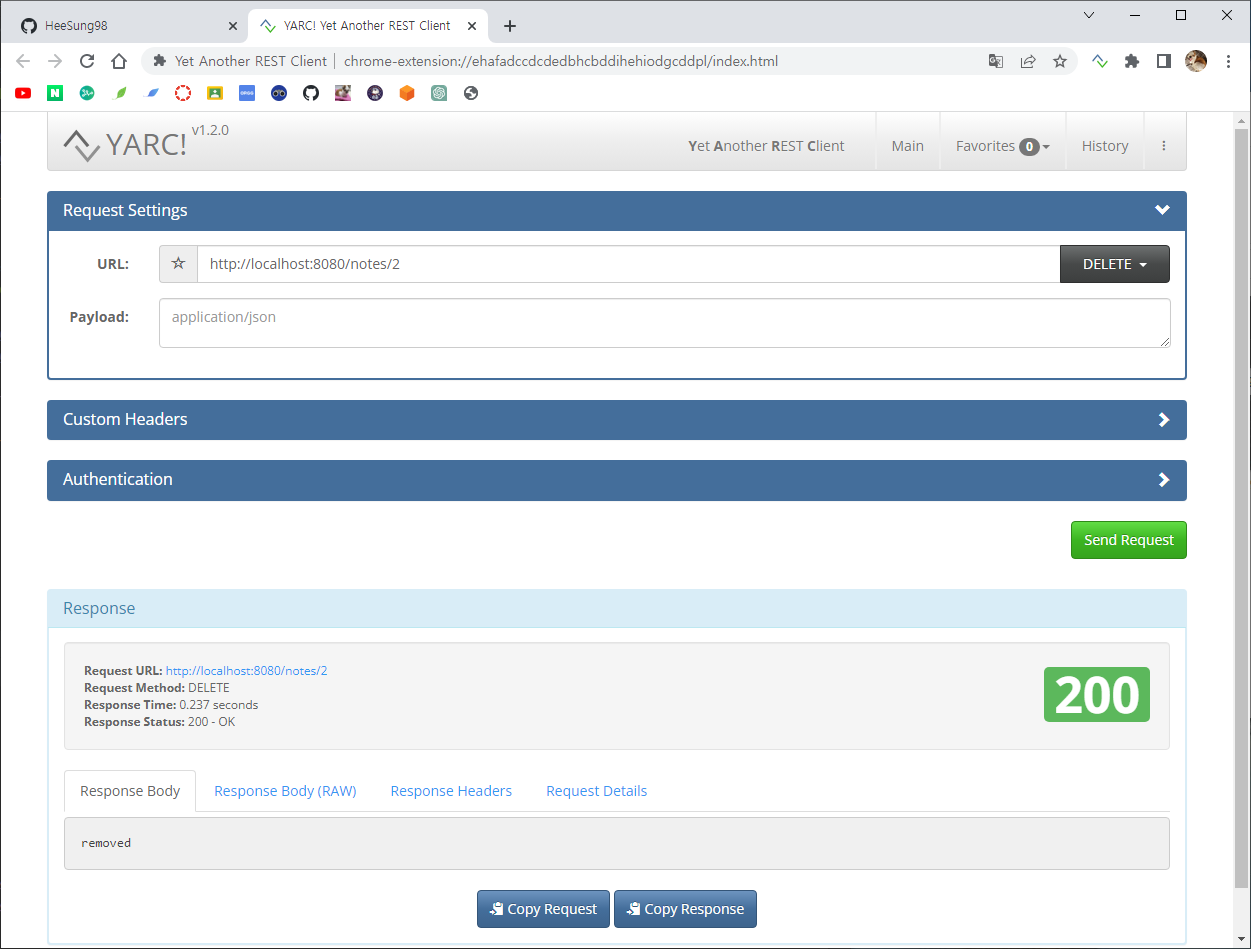 HeeSung98
YARC! Yet Another REST Client
Yet Another REST Client | chrome-extension://ehafadccdcdedbhcbddihehiodgcddpl/index.html
YARC! v1.2.0
Yet Another REST Client
Main
Favorites 0
History
Request Settings
URL:
http://localhost:8080/notes/2
DELETE
Payload:
application/json
Custom Headers
Authentication
Send Request
Response
Request URL: http://localhost:8080/notes/2
Request Method: DELETE
Response Time: 0.237 seconds
Response Status: 200 - OK
200
Response Body
Response Body (RAW)
Response Headers
Request Details
removed
Copy Request
Copy Response